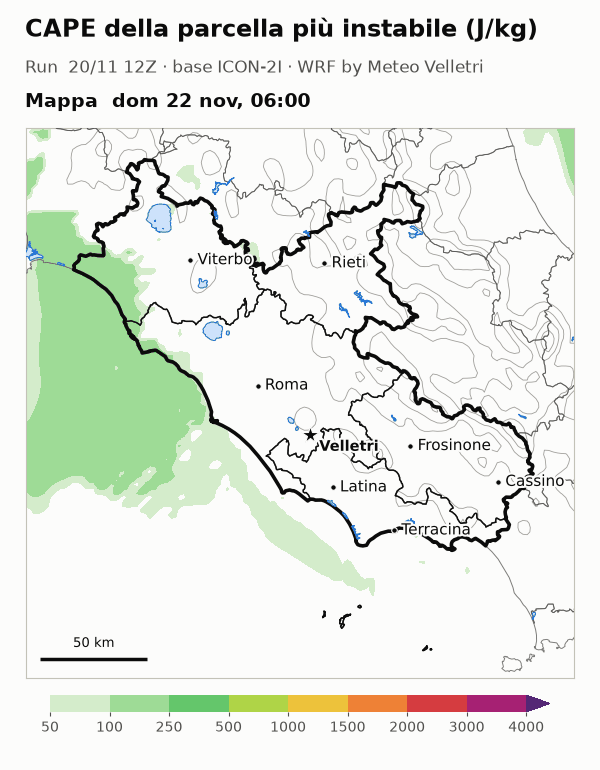 CAPE della parcella più instabile (J/kg)
Run  20/11 12Z · base ICON-2I · WRF by Meteo Velletri
Mappa  dom 22 nov, 06:00
Viterbo
Rieti
Roma
Velletri
Frosinone
Cassino
Latina
Terracina
50 km
50 100 250 500 1000 1500 2000 3000 4000